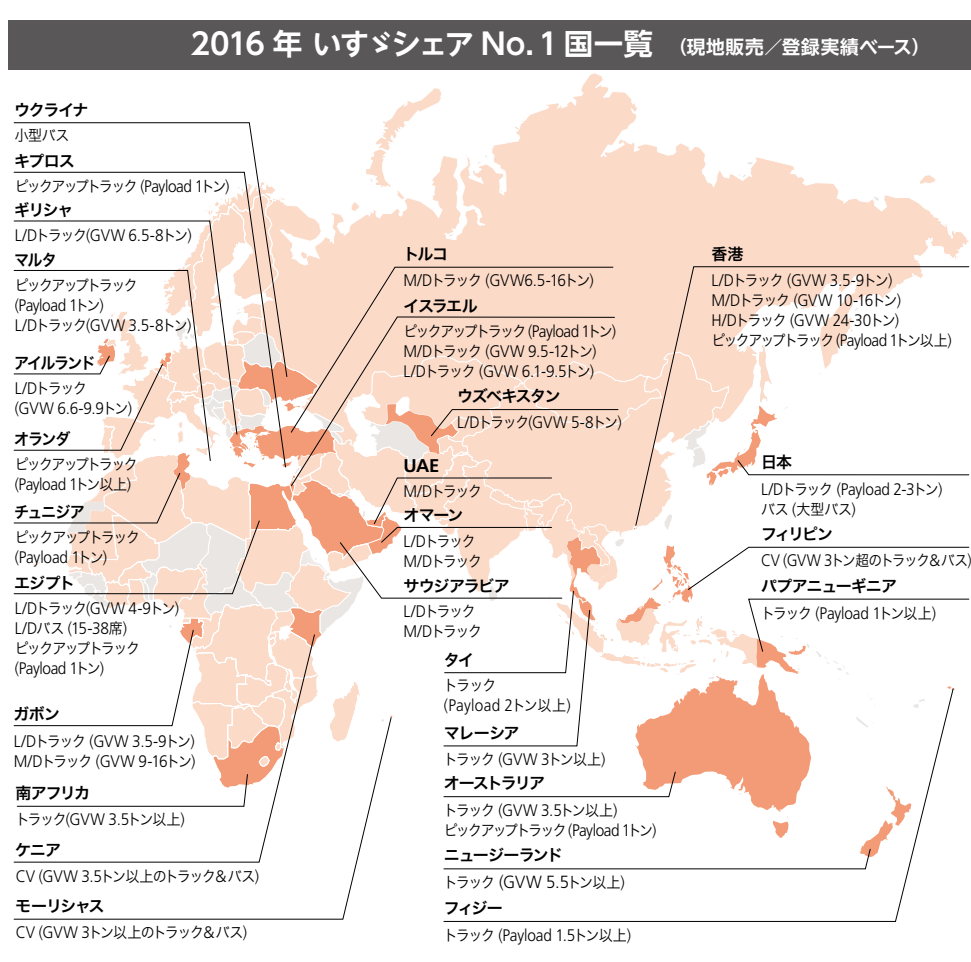 2016 年 いすゞシェア No. 1 国一覧 （現地販売／登録実績ベース）
ウクライナ
小型バス
キプロス
ピックアップトラック (Payload 1トン)
ギリシャ
L/Dトラック(GVW 6.5-8トン)
マルタ
ピックアップトラック
(Payload 1トン)
L/Dトラック(GVW 3.5-8トン)
アイルランド
L/Dトラック
(GVW 6.6-9.9トン)
オランダ
ピックアップトラック
(Payload 1トン以上)
チュニジア
ピックアップトラック
(Payload 1トン)
エジプト
L/Dトラック(GVW 4-9トン)
L/Dバス (15-38席)
ピックアップトラック
(Payload 1トン)
ガボン
L/Dトラック (GVW 3.5-9トン)
M/Dトラック (GVW 9-16トン)
南アフリカ
トラック(GVW 3.5トン以上)
ケニア
CV (GVW 3.5トン以上のトラック＆バス)
モーリシャス
CV (GVW 3トン以上のトラック＆バス)
トルコ
M/Dトラック (GVW6.5-16トン)
イスラエル
ピックアップトラック (Payload 1トン)
M/Dトラック (GVW 9.5-12トン)
L/Dトラック (GVW 6.1-9.5トン)
ウズベキスタン
L/Dトラック(GVW 5-8トン)
UAE
M/Dトラック
オマーン
L/Dトラック
M/Dトラック
サウジアラビア
L/Dトラック
M/Dトラック
タイ
トラック
(Payload 2トン以上)
マレーシア
トラック (GVW 3トン以上)
オーストラリア
トラック (GVW 3.5トン以上)
ピックアップトラック (Payload 1トン)
ニュージーランド
トラック (GVW 5.5トン以上)
フィジー
トラック (Payload 1.5トン以上)
香港
L/Dトラック (GVW 3.5-9トン)
M/Dトラック (GVW 10-16トン)
H/Dトラック (GVW 24-30トン)
ピックアップトラック (Payload 1トン以上)
日本
L/Dトラック (Payload 2-3トン)
バス (大型バス)
フィリピン
CV (GVW 3トン超のトラック＆バス)
パプアニューギニア
トラック (Payload 1トン以上)